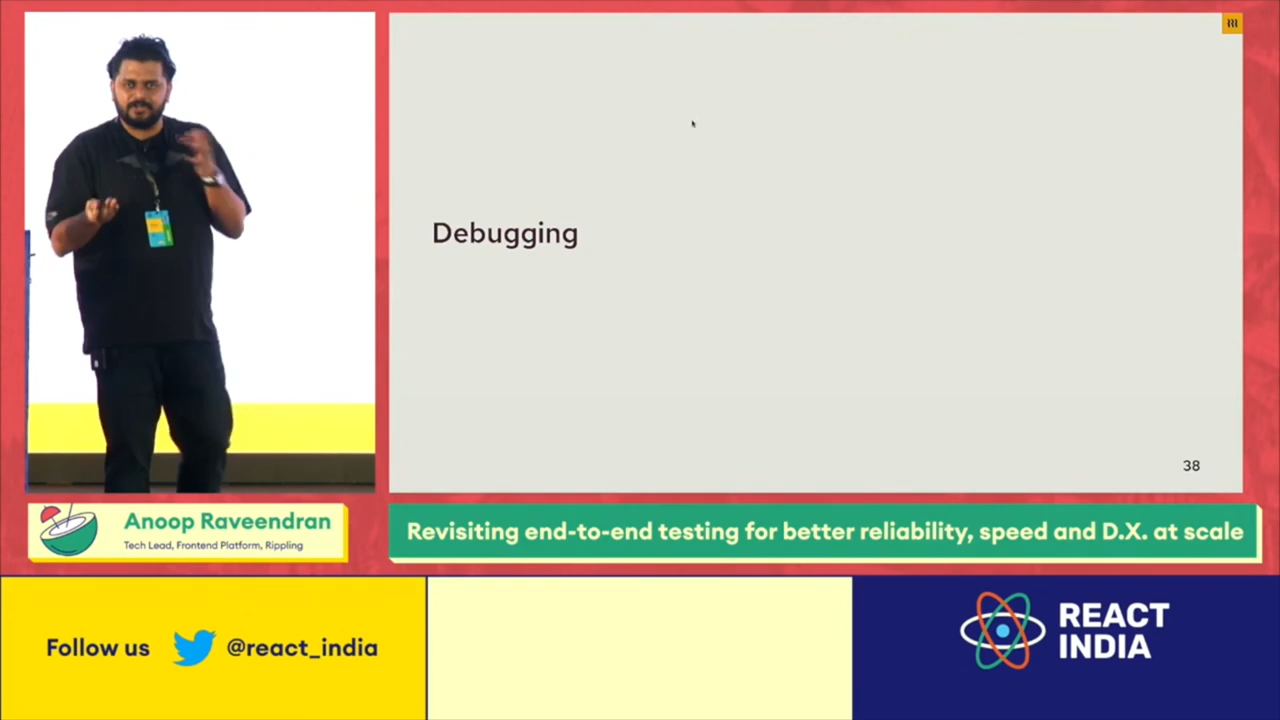 Debugging
38
Anoop Raveendran
Tech Lead, Frontend Platform, Rippling
Revisiting end-to-end testing for better reliability, speed and D.X. at scale
Follow us
@react_india
REACT
INDIA